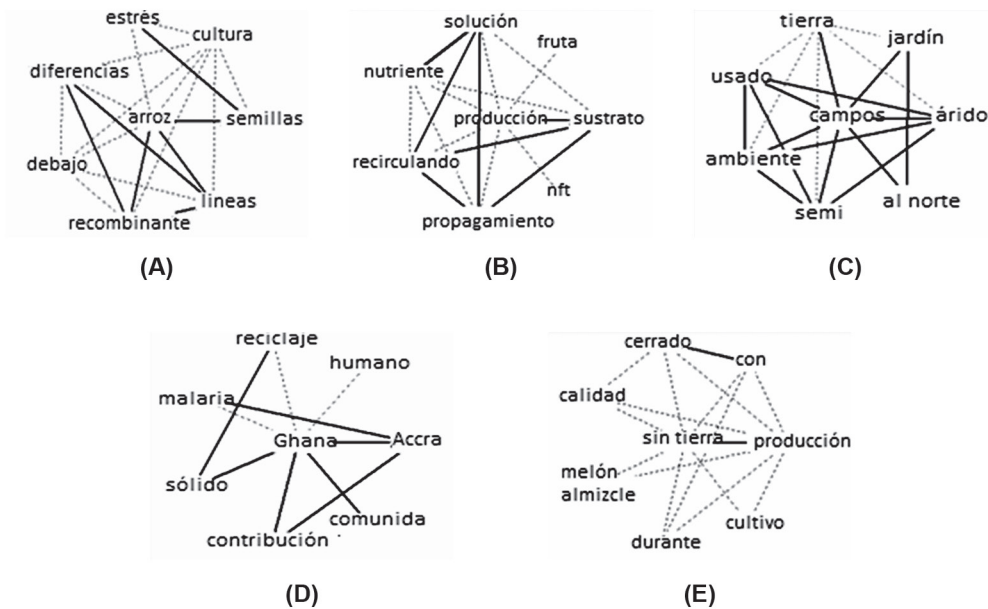 estrés
cultura
diferencias
arroz
semillas
debajo
líneas
recombinante
(A)
solución
fruta
nutriente
producción
sustrato
recirculando
nft
propagamiento
(B)
tierra
jardín
usado
campos
árido
ambiente
al norte
semi
(C)
reciclaje
humano
malaria
Ghana
Accra
sólido
comunida
contribución
(D)
cerrado
con
calidad
sin tierra
producción
melón
almizcle
cultivo
durante
(E)